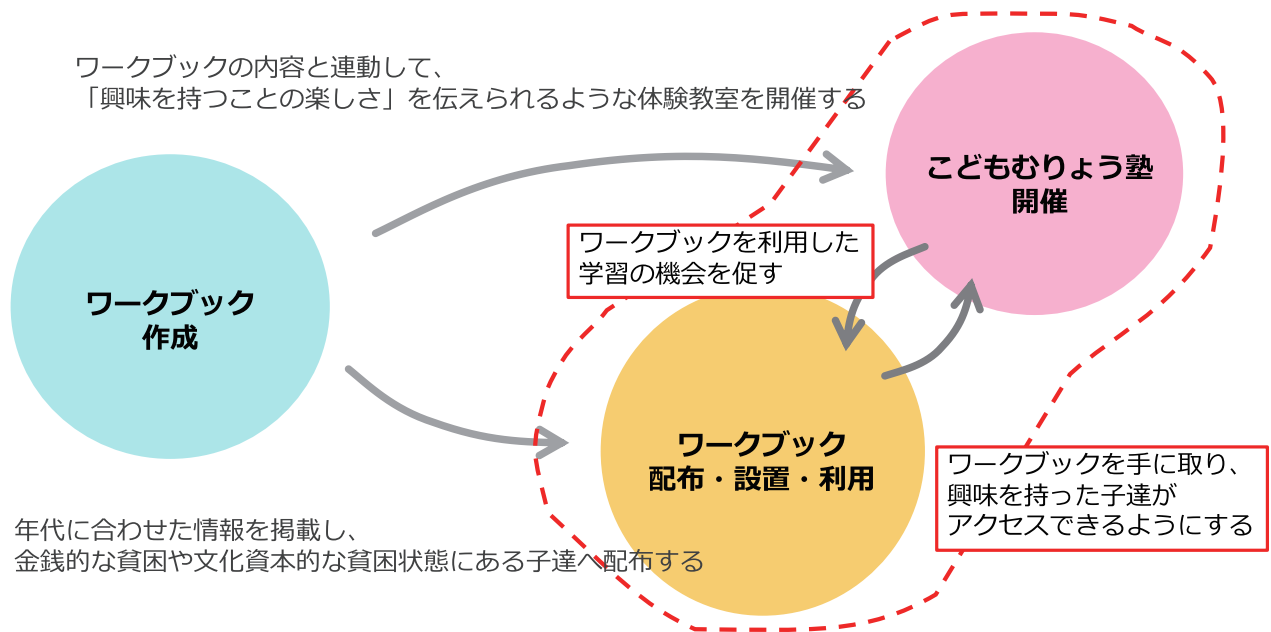 ワークブックの内容と連動して、
「興味を持つことの楽しさ」を伝えられるような体験教室を開催する
こどもむりょう塾
開催
ワークブックを利用した
学習の機会を促す
ワークブック
作成
ワークブック
配布・設置・利用
ワークブックを手に取り、
興味を持った子達が
アクセスできるようにする
年代に合わせた情報を掲載し、
金銭的な貧困や文化資本的な貧困状態にある子達へ配布する